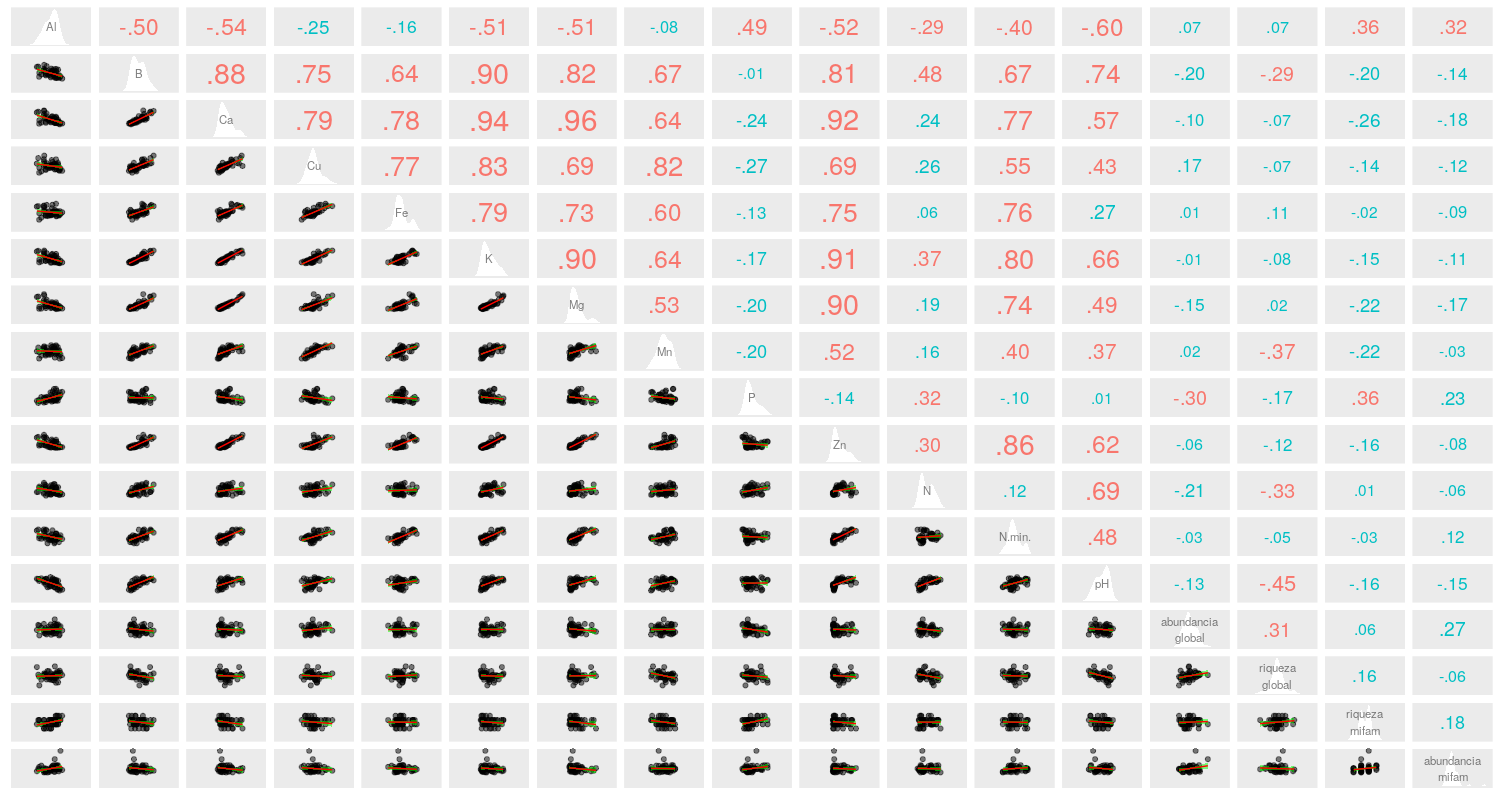 Al -.50 -.54 -.25 -.16 -.51 -.51 -.08 .49 -.52 -.29 -.40 -.60 .07 .07 .36 .32
B .88 .75 .64 .90 .82 .67 -.01 .81 .48 .67 .74 -.20 -.29 -.20 -.14
Ca .79 .78 .94 .96 .64 -.24 .92 .24 .77 .57 -.10 -.07 -.26 -.18
Cu .77 .83 .69 .82 -.27 .69 .26 .55 .43 .17 -.07 -.14 -.12
Fe .79 .73 .60 -.13 .75 .06 .76 .27 .01 .11 -.02 -.09
K .90 .64 -.17 .91 .37 .80 .66 -.01 -.08 -.15 -.11
Mg .53 -.20 .90 .19 .74 .49 -.15 .02 -.22 -.17
Mn -.20 .52 .16 .40 .37 .02 -.37 -.22 -.03
P -.14 .32 -.10 .01 -.30 -.17 .36 .23
Zn .30 .86 .62 -.06 -.12 -.16 -.08
N .12 .69 -.21 -.33 .01 -.06
N.min. .48 -.03 -.05 -.03 .12
pH -.13 -.45 -.16 -.15
abundancia
global
.31 .06 .27
riqueza
global
.16 -.06
riqueza
mifam
.18
abundancia
mifam